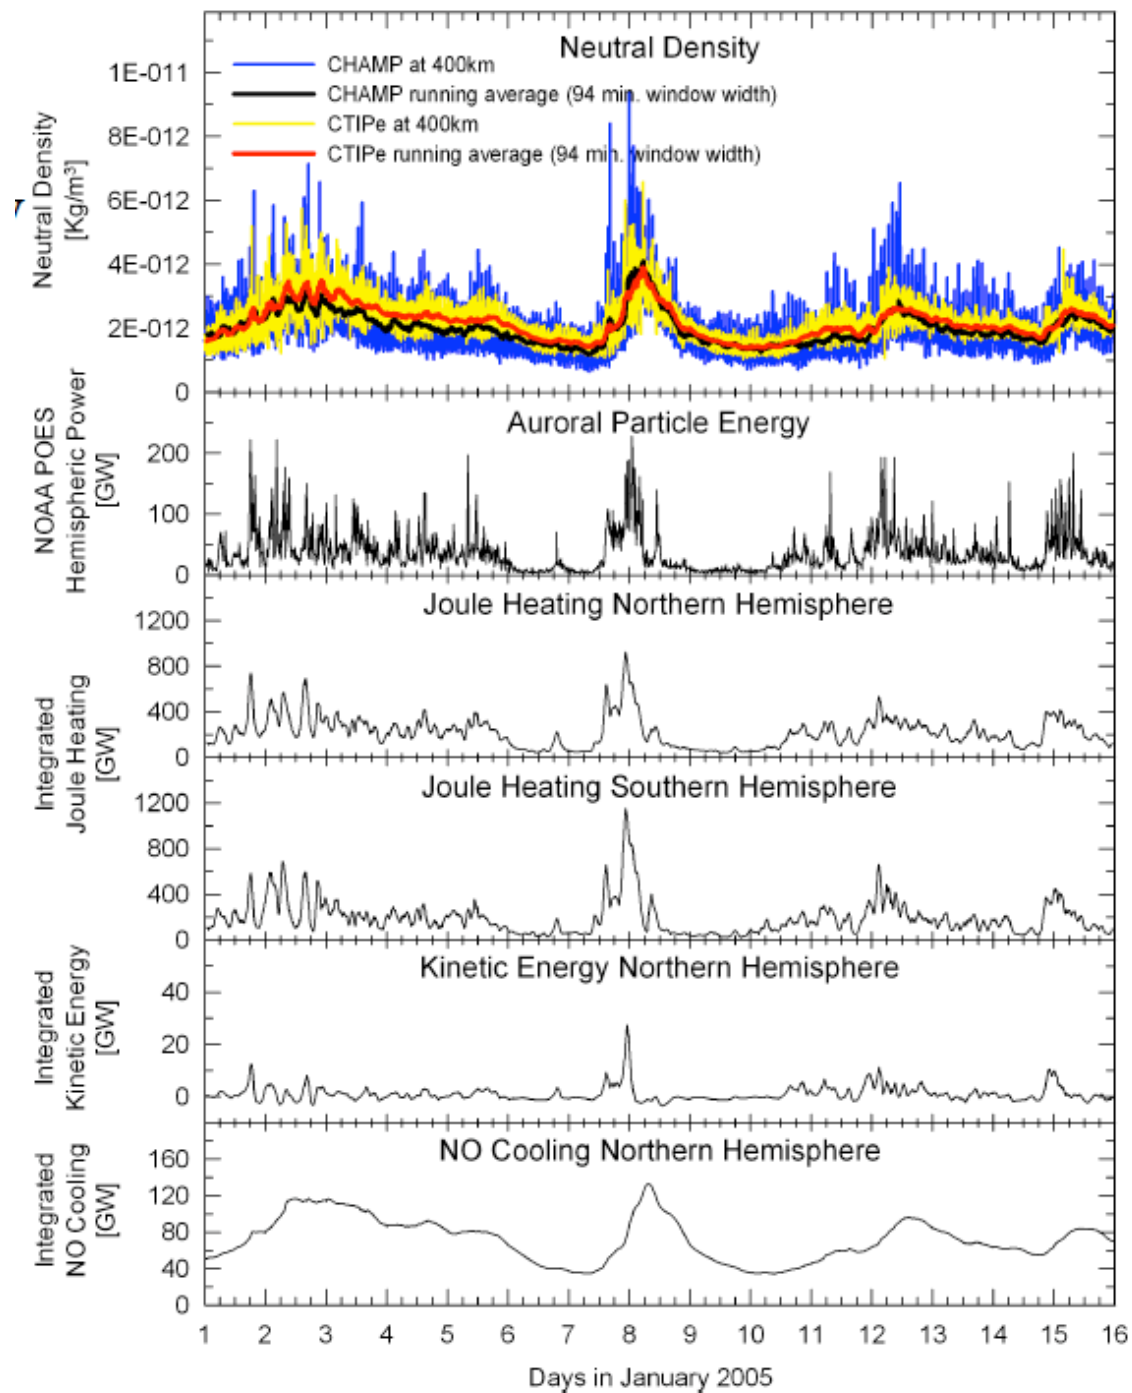 Neutral Density
CHAMP at 400km
CHAMP running average (94 min. window width)
CTIPe at 400km
CTIPe running average (94 min. window width)
Neutral Density
[Kg/m³]
1E-011
8E-012
6E-012
4E-012
2E-012
0
Auroral Particle Energy
NOAA POES
Hemispheric Power
[GW]
200
100
0
Joule Heating Northern Hemisphere
1200
800
400
0
Integrated
Joule Heating
[GW]
Joule Heating Southern Hemisphere
1200
800
400
0
Kinetic Energy Northern Hemisphere
Integrated
Kinetic Energy
[GW]
40
20
0
NO Cooling Northern Hemisphere
Integrated
NO Cooling
[GW]
160
120
80
40
0
1 2 3 4 5 6 7 8 9 10 11 12 13 14 15 16
Days in January 2005